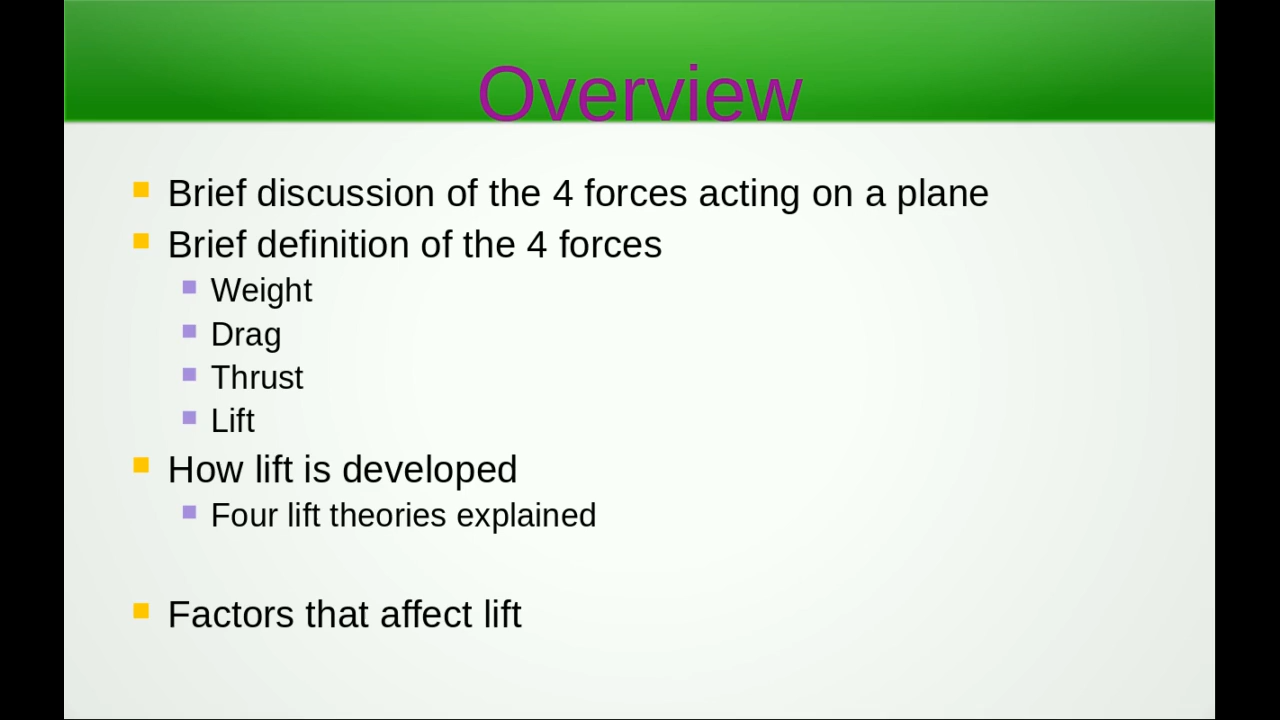 Overview
Brief discussion of the 4 forces acting on a plane
Brief definition of the 4 forces
Weight
Drag
Thrust
Lift
How lift is developed
Four lift theories explained
Factors that affect lift